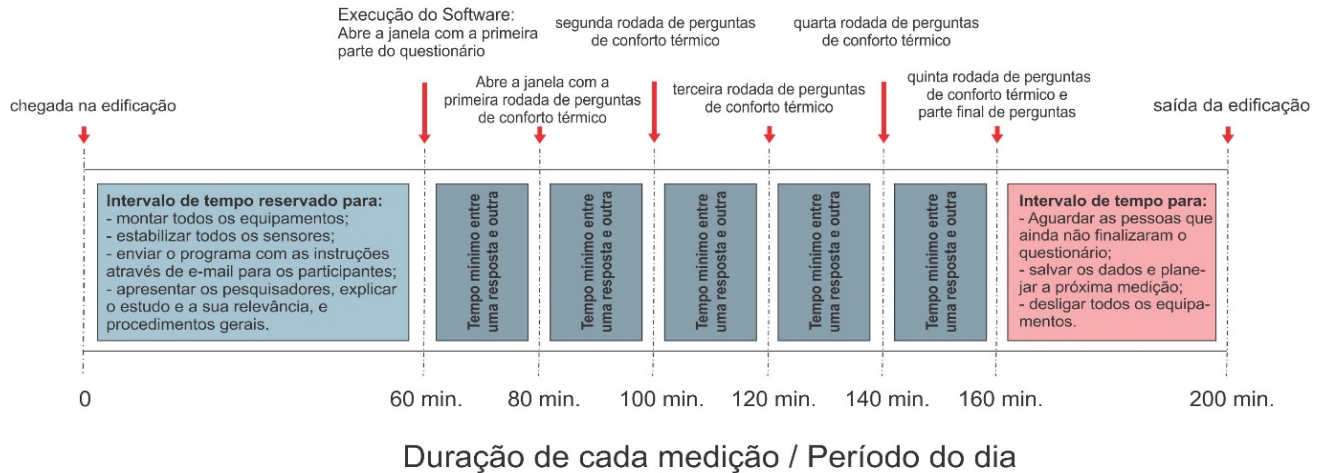 chegada na edificação
Execução do Software:
Abre a janela com a primeira
parte do questionário
Abre a janela com a
primeira rodada de perguntas
de conforto térmico
segunda rodada de perguntas
de conforto térmico
terceira rodada de perguntas
de conforto térmico
quarta rodada de perguntas
de conforto térmico
quinta rodada de perguntas
de conforto térmico e
parte final de perguntas
saída da edificação
Intervalo de tempo reservado para:
- montar todos os equipamentos;
- estabilizar todos os sensores;
- enviar o programa com as instruções
através de e-mail para os participantes;
- apresentar os pesquisadores, explicar
o estudo e a sua relevância, e
procedimentos gerais.
Tempo mínimo entre
uma resposta e outra
Tempo mínimo entre
uma resposta e outra
Tempo mínimo entre
uma resposta e outra
Tempo mínimo entre
uma resposta e outra
Tempo mínimo entre
uma resposta e outra
Intervalo de tempo para:
- Aguardar as pessoas que
ainda não finalizaram o
questionário;
- salvar os dados e plane-
jar a próxima medição;
- desligar todos os equipa-
mentos.
0
60 min.
80 min.
100 min.
120 min.
140 min.
160 min.
200 min.
Duração de cada medição / Período do dia